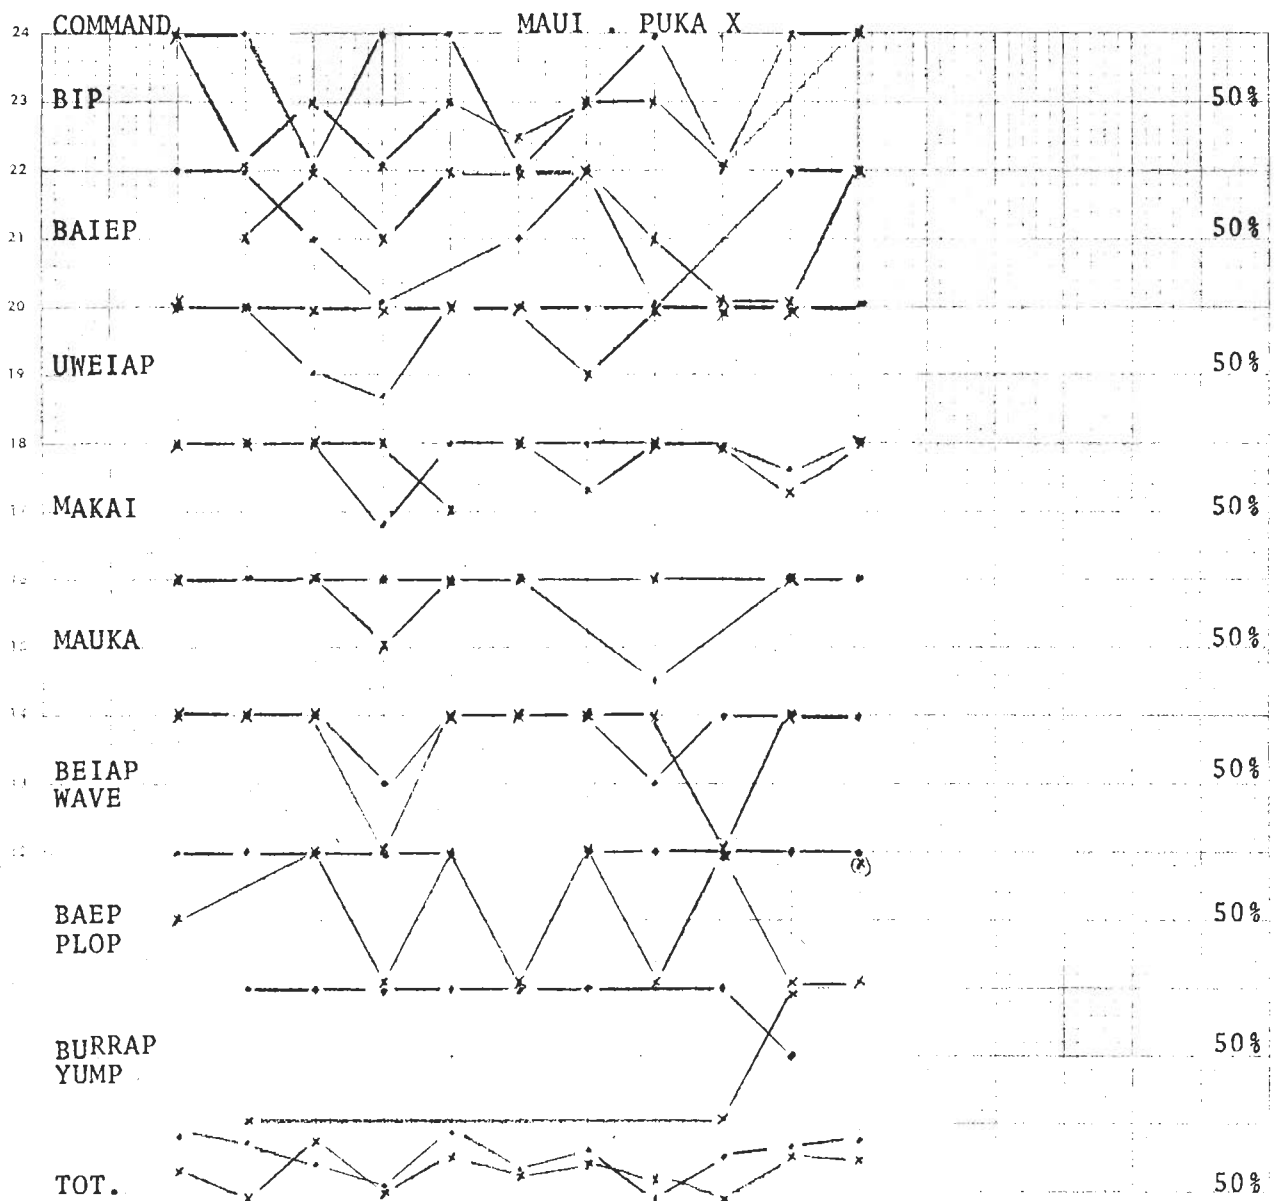 24 COMMAND MAUI . PUKA X
23 BIP 50%
22
21 BAIEP 50%
20
19 UWEIAP 50%
18
MAKAI 50%
MAUKA 50%
BEIAP 50%
WAVE
BAEP 50%
PLOP
BURRAP 50%
YUMP
TOT. 50%